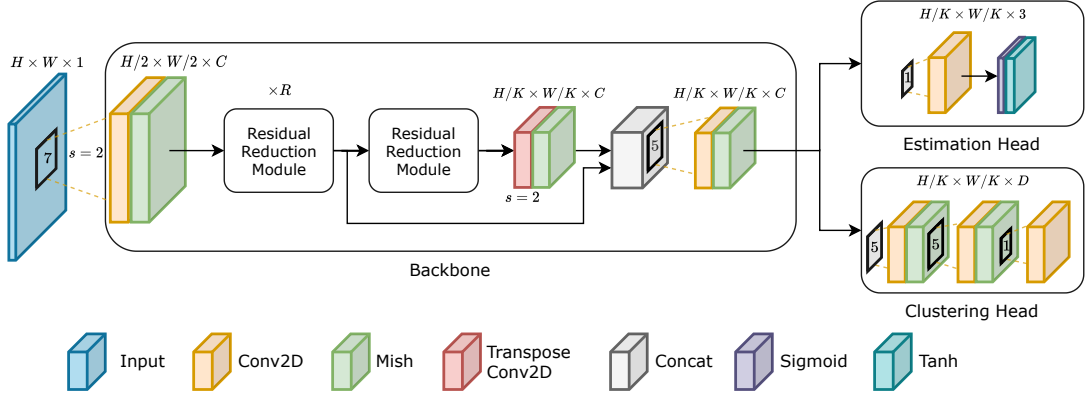 H × W × 1
7
s = 2
H/2 × W/2 × C
×R
Residual
Reduction
Module
Residual
Reduction
Module
H/K × W/K × C
s = 2
5
H/K × W/K × C
Backbone
H/K × W/K × 3
1
Estimation Head
H/K × W/K × D
5
5
1
Clustering Head
Input
Conv2D
Mish
Transpose
Conv2D
Concat
Sigmoid
Tanh